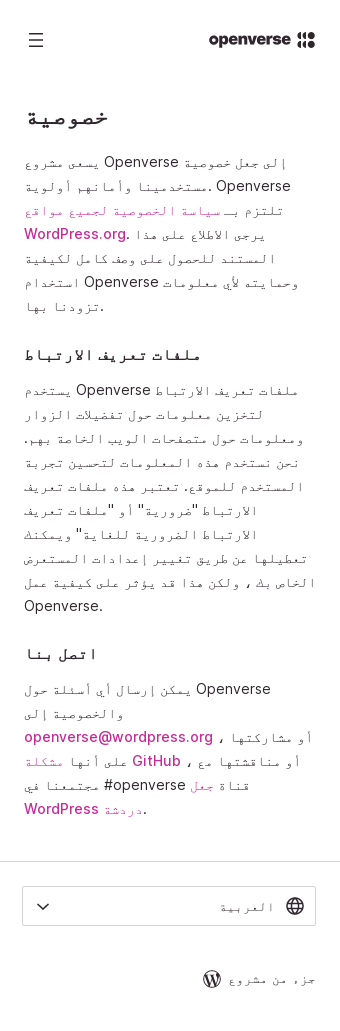 openverse
خصوصية
يسعى مشروع Openverse إلى جعل خصوصية
مستخدمينا وأمانهم أولوية. Openverse
تلتزم بـ سياسة الخصوصية لجميع مواقع
WordPress.org. يرجى الاطلاع على هذا
المستند للحصول على وصف كامل لكيفية
استخدام Openverse وحمايته لأي معلومات
تزودنا بها.
ملفات تعريف الارتباط
يستخدم Openverse ملفات تعريف الارتباط
لتخزين معلومات حول تفضيلات الزوار
ومعلومات حول متصفحات الويب الخاصة بهم.
نحن نستخدم هذه المعلومات لتحسين تجربة
المستخدم للموقع. تعتبر هذه ملفات تعريف
الارتباط "ضرورية" أو "ملفات تعريف
الارتباط الضرورية للغاية" ويمكنك
تعطيلها عن طريق تغيير إعدادات المستعرض
الخاص بك ، ولكن هذا قد يؤثر على كيفية عمل
Openverse.
اتصل بنا
يمكن إرسال أي أسئلة حول Openverse
والخصوصية إلى
openverse@wordpress.org ، أو مشاركتها
على أنها مشكلة GitHub ، أو مناقشتها مع
مجتمعنا في #openverse قناة جعل
WordPress دردشة.
العربية
جزء من مشروع